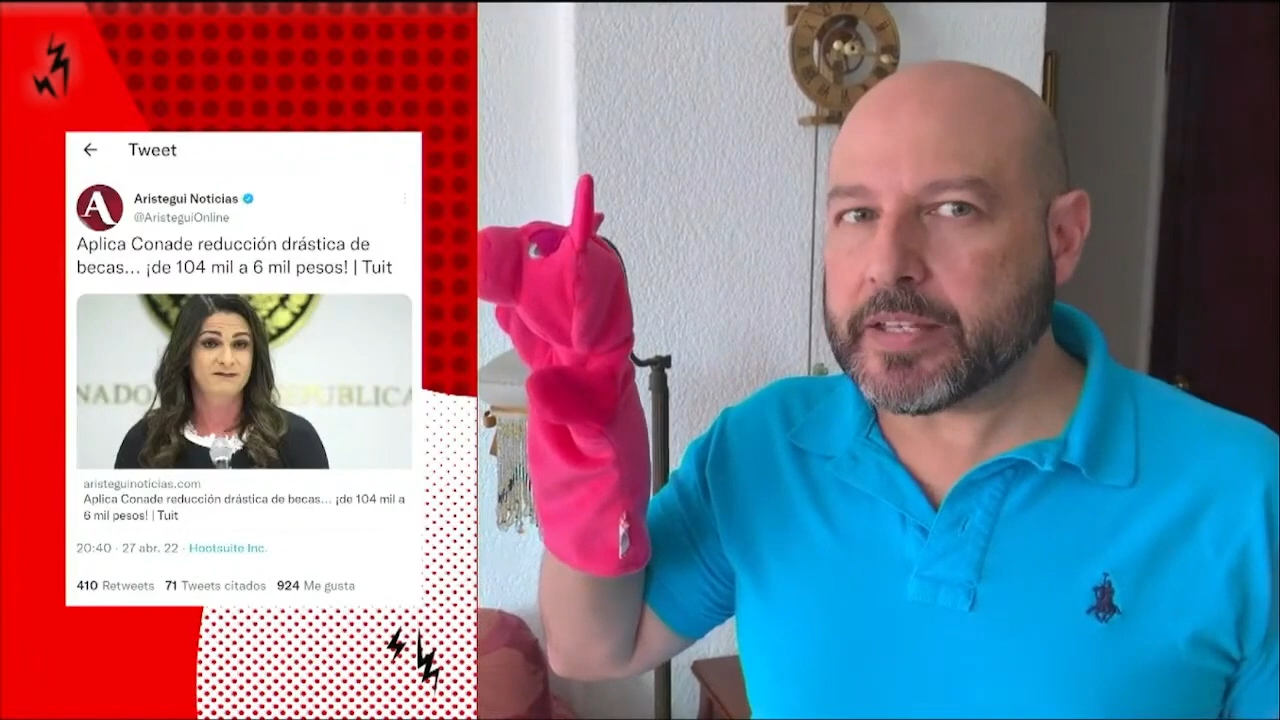 Tweet
Aristegui Noticias
@AristeguiOnline
Aplica Conade reducción drástica de
becas... ¡de 104 mil a 6 mil pesos! | Tuit
NADO
EPUBLICA
aristeguinoticias.com
Aplica Conade reducción drástica de becas... ¡de 104 mil a
6 mil pesos! | Tuit
20:40 · 27 abr. 22 · Hootsuite Inc.
410 Retweets 71 Tweets citados 924 Me gusta